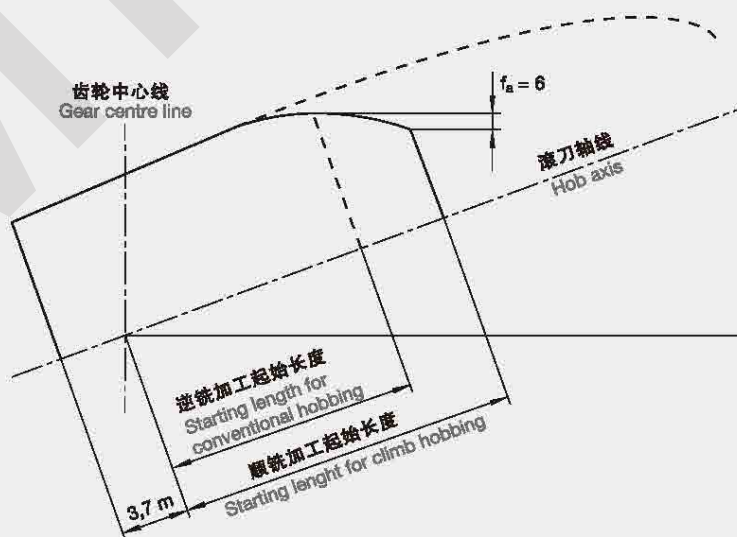 齿轮中心线
Gear centre line
fa = 6
滚刀轴线
Hob axis
逆铣加工起始长度
Starting length for
conventional hobbing
顺铣加工起始长度
Starting lenght for climb hobbing
3,7 m